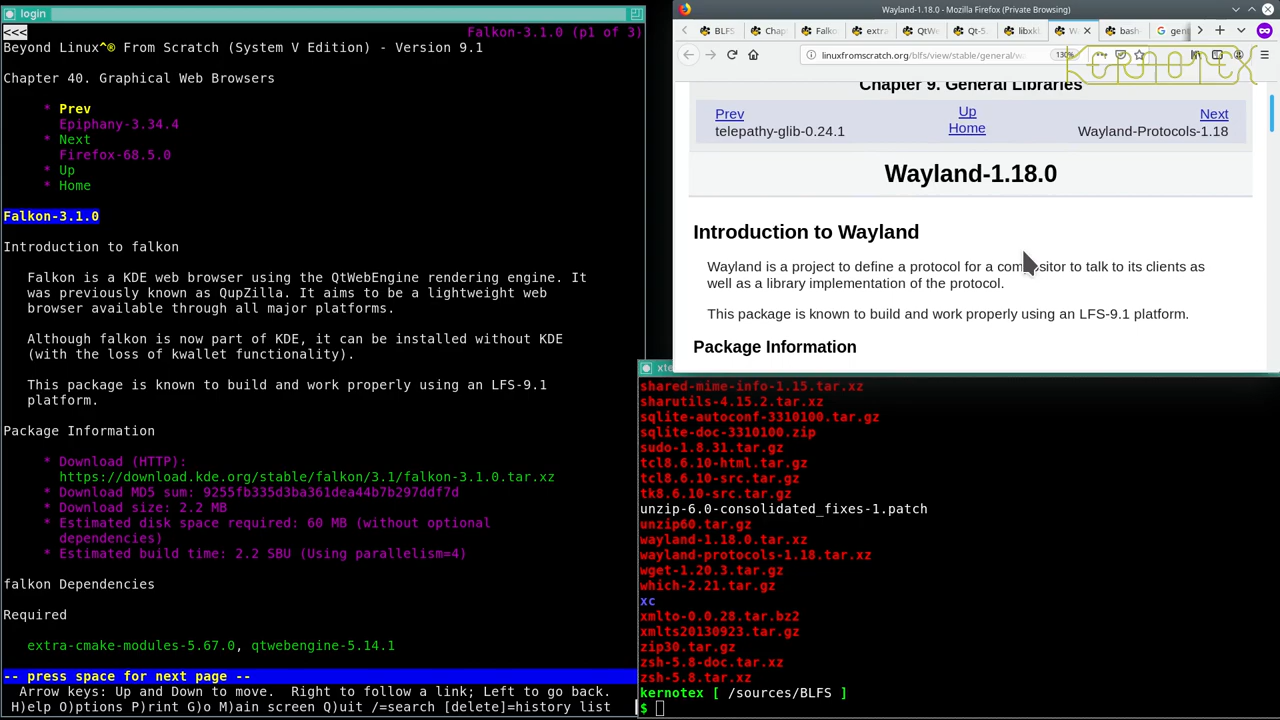 login
<<<
Falkon-3.1.0 (p1 of 3)
Beyond Linux^® From Scratch (System V Edition) - Version 9.1
Chapter 40. Graphical Web Browsers
* Prev
Epiphany-3.34.4
* Next
Firefox-68.5.0
* Up
* Home
Falkon-3.1.0
Introduction to falkon
Falkon is a KDE web browser using the QtWebEngine rendering engine. It
was previously known as QupZilla. It aims to be a lightweight web
browser available through all major platforms.
Although falkon is now part of KDE, it can be installed without KDE
(with the loss of kwallet functionality).
This package is known to build and work properly using an LFS-9.1
platform.
Package Information
* Download (HTTP):
https://download.kde.org/stable/falkon/3.1/falkon-3.1.0.tar.xz
* Download MD5 sum: 9255fb335d3ba361dea44b7b297ddf7d
* Download size: 2.2 MB
* Estimated disk space required: 60 MB (without optional
dependencies)
* Estimated build time: 2.2 SBU (Using parallelism=4)
falkon Dependencies
Required
extra-cmake-modules-5.67.0, qtwebengine-5.14.1
-- press space for next page --
Arrow keys: Up and Down to move. Right to follow a link; Left to go back.
H)elp O)ptions P)rint G)o M)ain screen Q)uit /=search [delete]=history list
Wayland-1.18.0 - Mozilla Firefox (Private Browsing)
BLFS Chap Falko extra QtWe Qt-5. libxkl W bash- gent
linuxfromscratch.org/blfs/view/stable/general/wa 130%
KERNOTEX
Chapter 9. General Libraries
Prev Up Next
telepathy-glib-0.24.1 Home Wayland-Protocols-1.18
Wayland-1.18.0
Introduction to Wayland
Wayland is a project to define a protocol for a compositor to talk to its clients as
well as a library implementation of the protocol.
This package is known to build and work properly using an LFS-9.1 platform.
Package Information
xte
shared-mime-info-1.15.tar.xz
sharutils-4.15.2.tar.xz
sqlite-autoconf-3310100.tar.gz
sqlite-doc-3310100.zip
sudo-1.8.31.tar.gz
tcl8.6.10-html.tar.gz
tcl8.6.10-src.tar.gz
tk8.6.10-src.tar.gz
unzip-6.0-consolidated_fixes-1.patch
unzip60.tar.gz
wayland-1.18.0.tar.xz
wayland-protocols-1.18.tar.xz
wget-1.20.3.tar.gz
which-2.21.tar.gz
xc
xmlto-0.0.28.tar.bz2
xmlts20130923.tar.gz
zip30.tar.gz
zsh-5.8-doc.tar.xz
zsh-5.8.tar.xz
kernotex [ /sources/BLFS ]
$